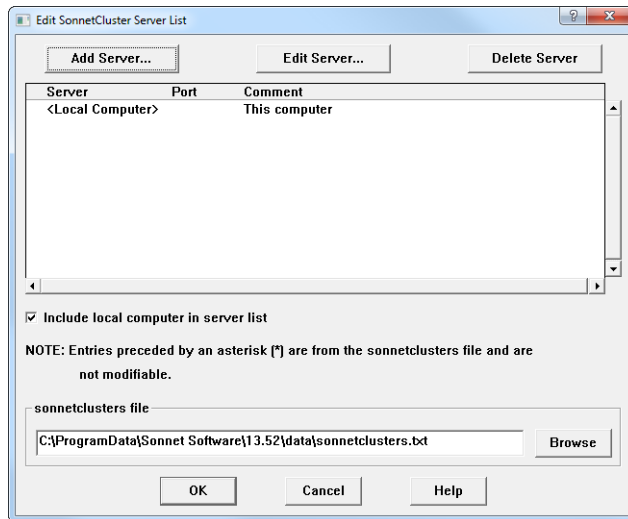 Edit SonnetCluster Server List
Add Server... Edit Server... Delete Server
Server Port Comment
<Local Computer> This computer
Include local computer in server list
NOTE: Entries preceded by an asterisk (*) are from the sonnetclusters file and are
not modifiable.
sonnetclusters file
C:\ProgramData\Sonnet Software\13.52\data\sonnetclusters.txt Browse
OK Cancel Help